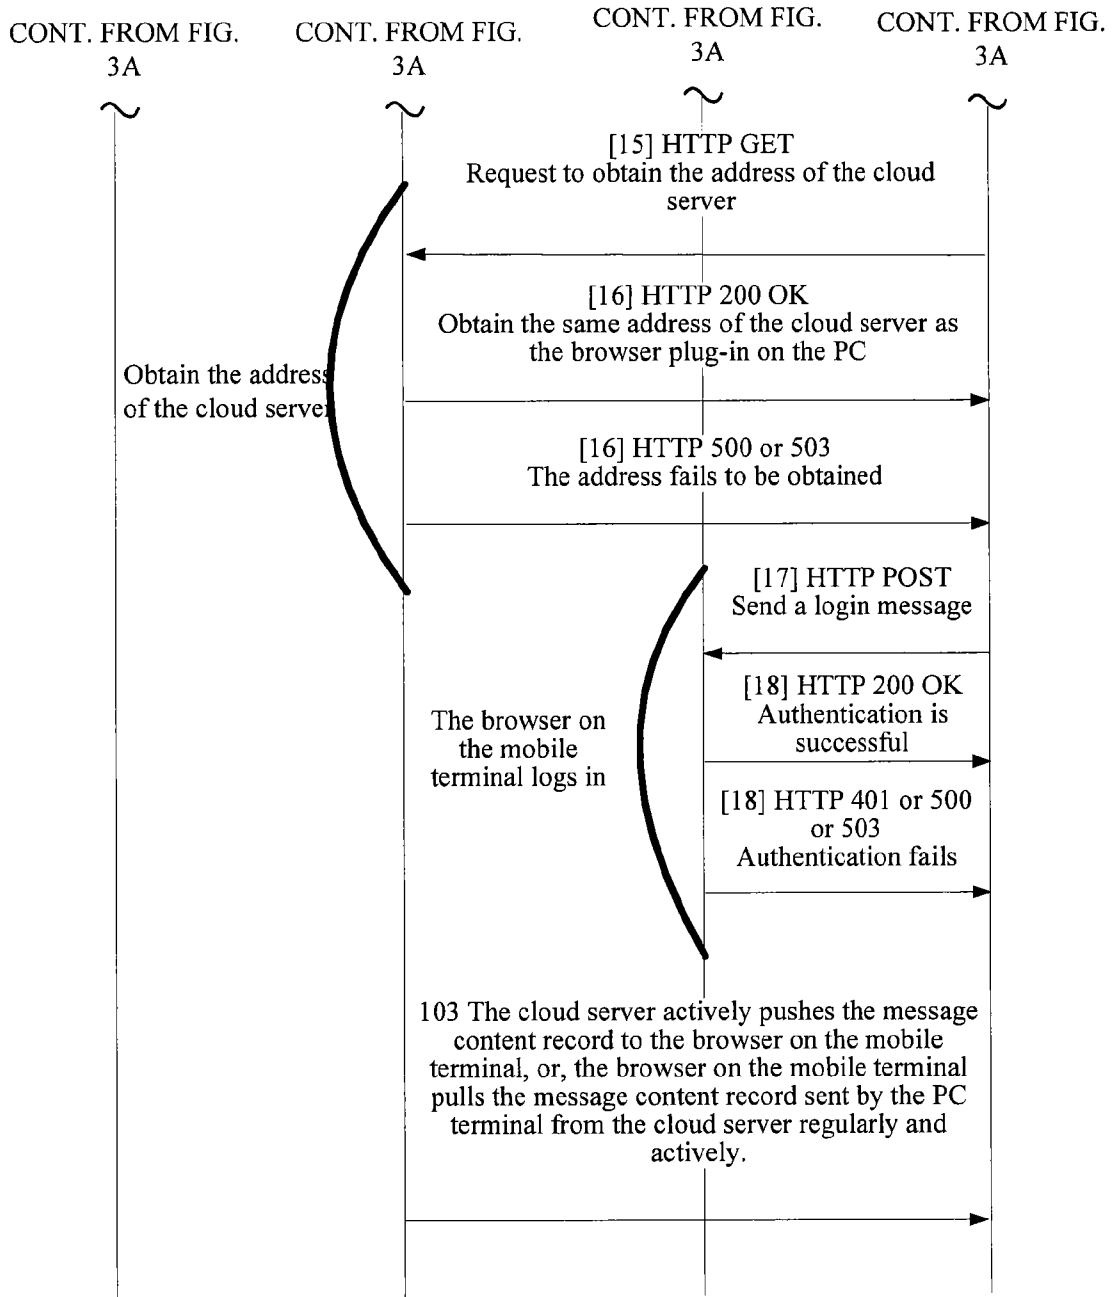 CONT. FROM FIG.
3A
CONT. FROM FIG.
3A
CONT. FROM FIG.
3A
CONT. FROM FIG.
3A
[15] HTTP GET
Request to obtain the address of the cloud
server
[16] HTTP 200 OK
Obtain the same address of the cloud server as
the browser plug-in on the PC
Obtain the address
of the cloud server
[16] HTTP 500 or 503
The address fails to be obtained
[17] HTTP POST
Send a login message
[18] HTTP 200 OK
Authentication is
successful
The browser on
the mobile
terminal logs in
[18] HTTP 401 or 500
or 503
Authentication fails
103 The cloud server actively pushes the message
content record to the browser on the mobile
terminal, or, the browser on the mobile terminal
pulls the message content record sent by the PC
terminal from the cloud server regularly and
actively.